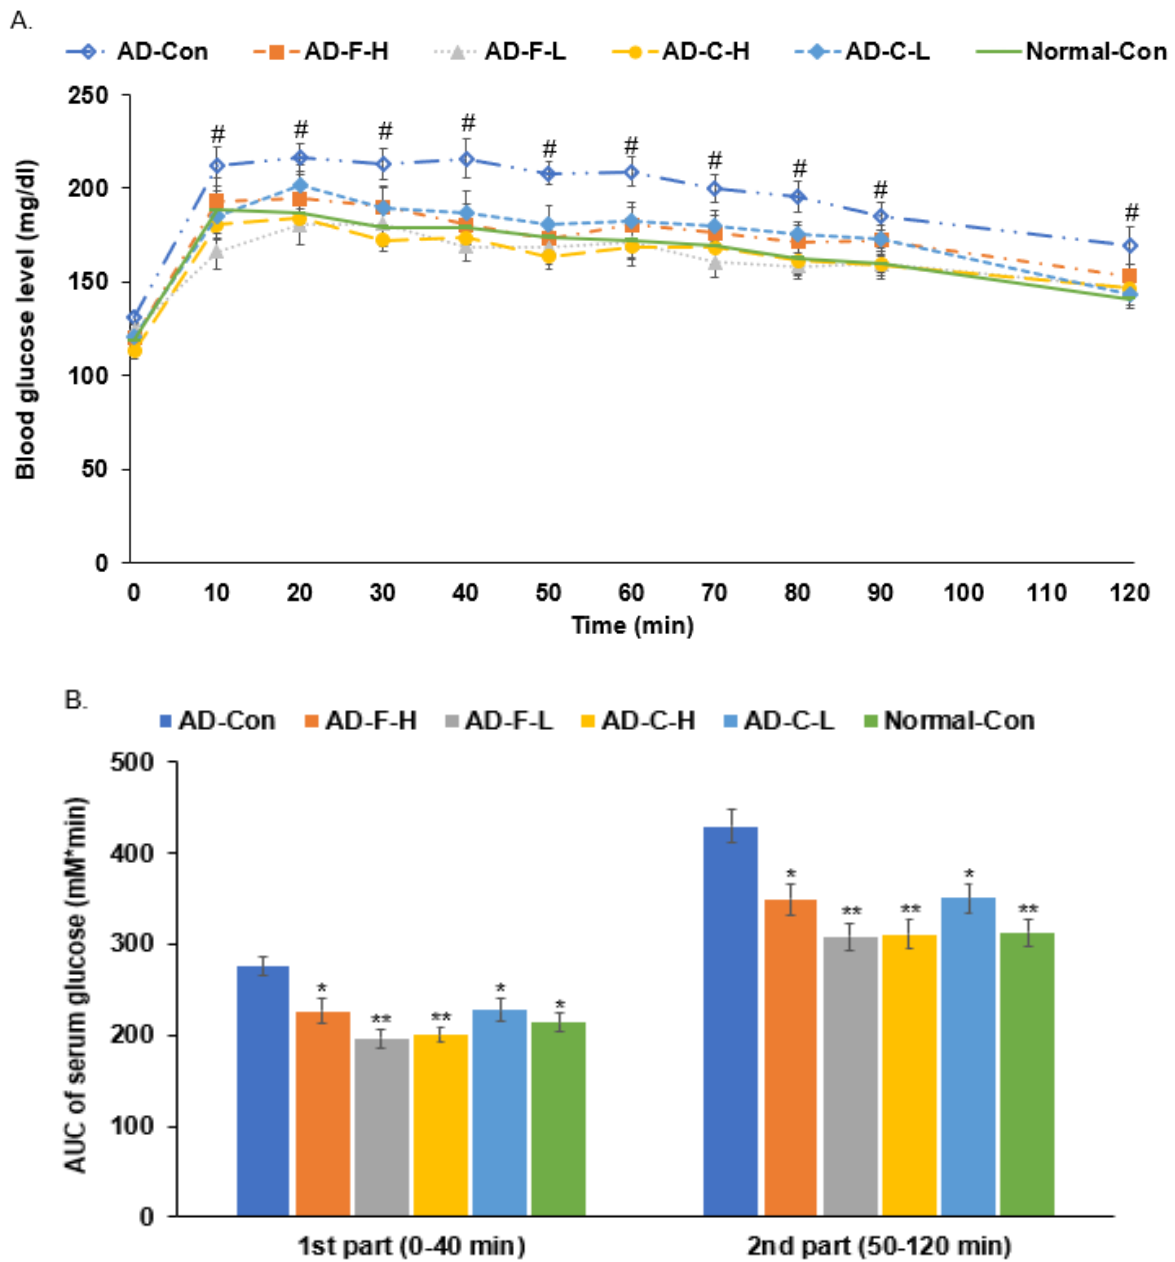 A.
AD-Con AD-F-H AD-F-L AD-C-H AD-C-L Normal-Con
250
# # # # # # # # # #
200
150
100
50
0
Blood glucose level (mg/dl)
0 10 20 30 40 50 60 70 80 90 100 110 120
Time (min)
B.
AD-Con AD-F-H AD-F-L AD-C-H AD-C-L Normal-Con
500
400
300
200
100
0
AUC of serum glucose (mM*min)
* ** ** * *
* ** ** * **
1st part (0-40 min) 2nd part (50-120 min)